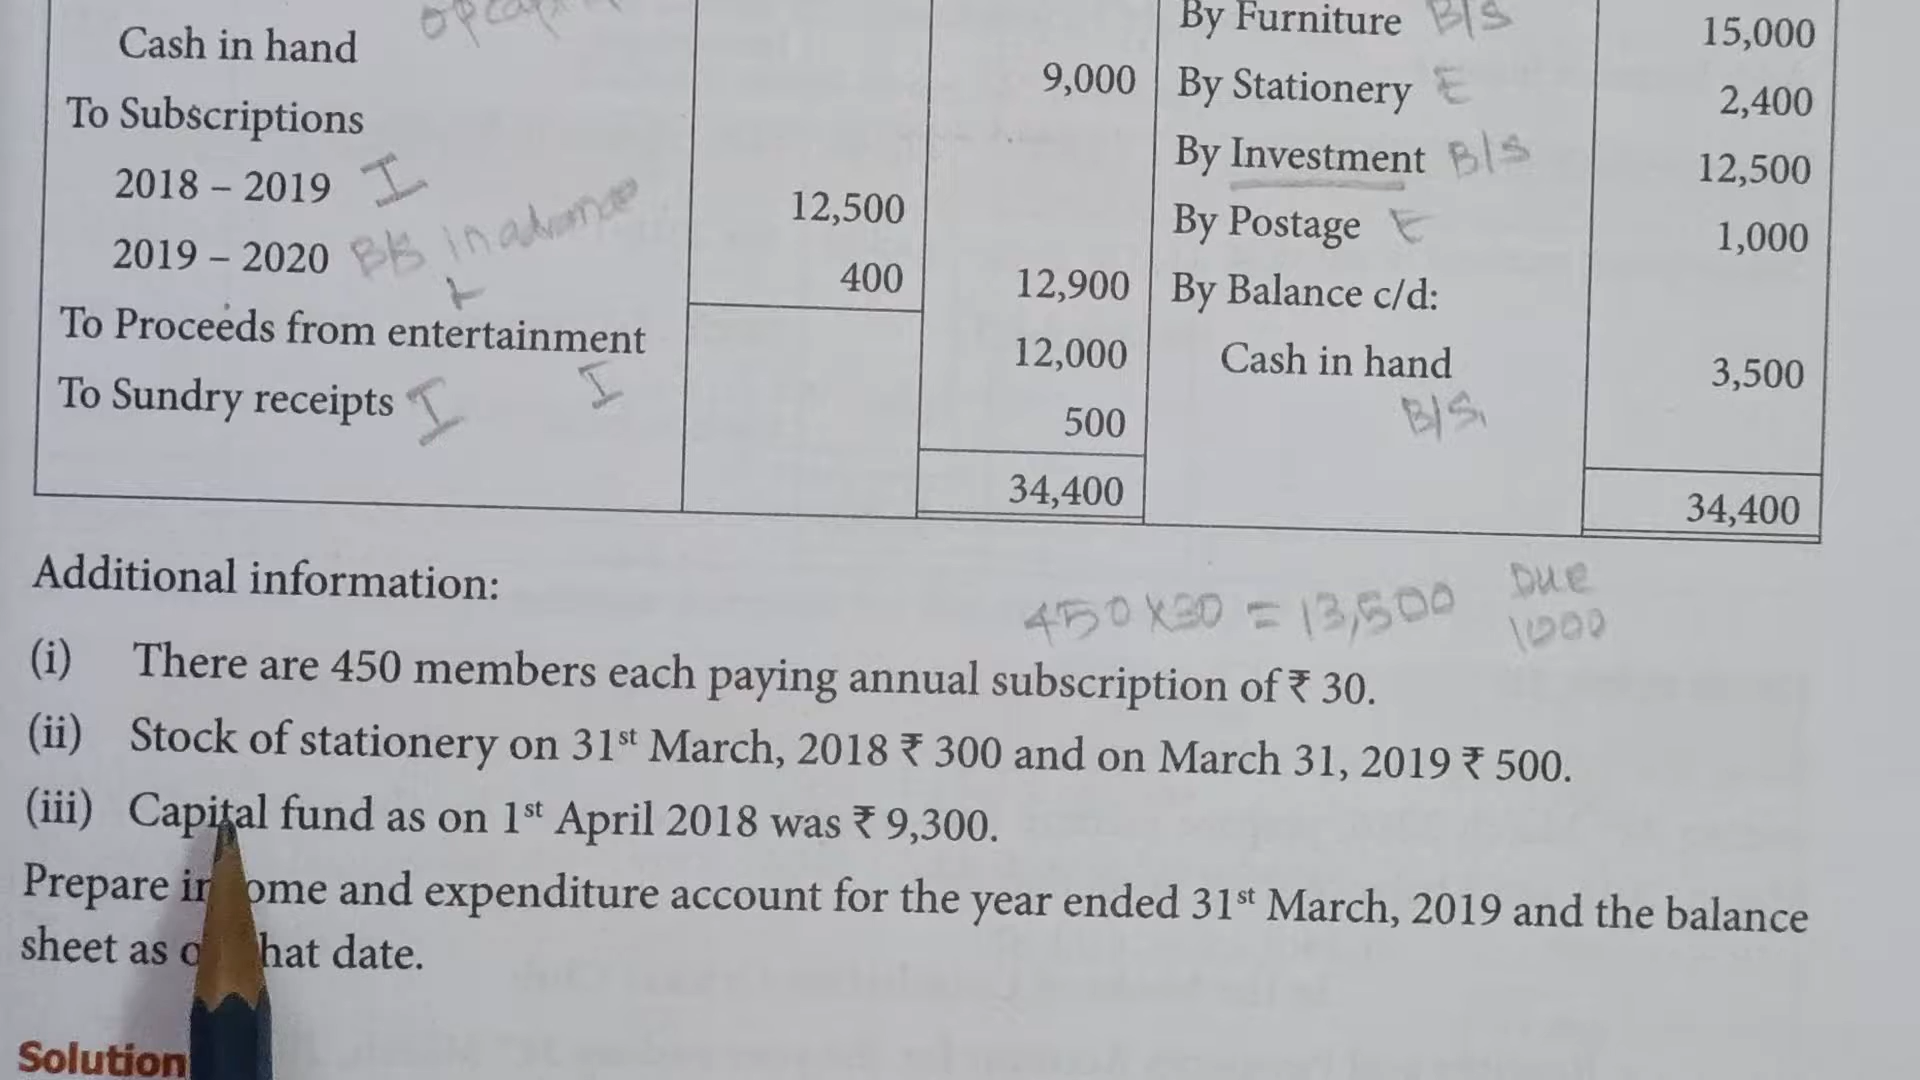 By Furniture B/S 15,000
Cash in hand 9,000 By Stationery E 2,400
To Subscriptions By Investment B/S 12,500
2018 – 2019 I 12,500 By Postage E 1,000
2019 – 2020 B/S in advance 400 12,900 By Balance c/d:
To Proceeds from entertainment I 12,000 Cash in hand 3,500
To Sundry receipts I 500 B/S
34,400 34,400
Additional information:
450 x 30 = 13,500 Due
1000
(i) There are 450 members each paying annual subscription of ₹ 30.
(ii) Stock of stationery on 31st March, 2018 ₹ 300 and on March 31, 2019 ₹ 500.
(iii) Capital fund as on 1st April 2018 was ₹ 9,300.
Prepare income and expenditure account for the year ended 31st March, 2019 and the balance
sheet as hat date.
Solution